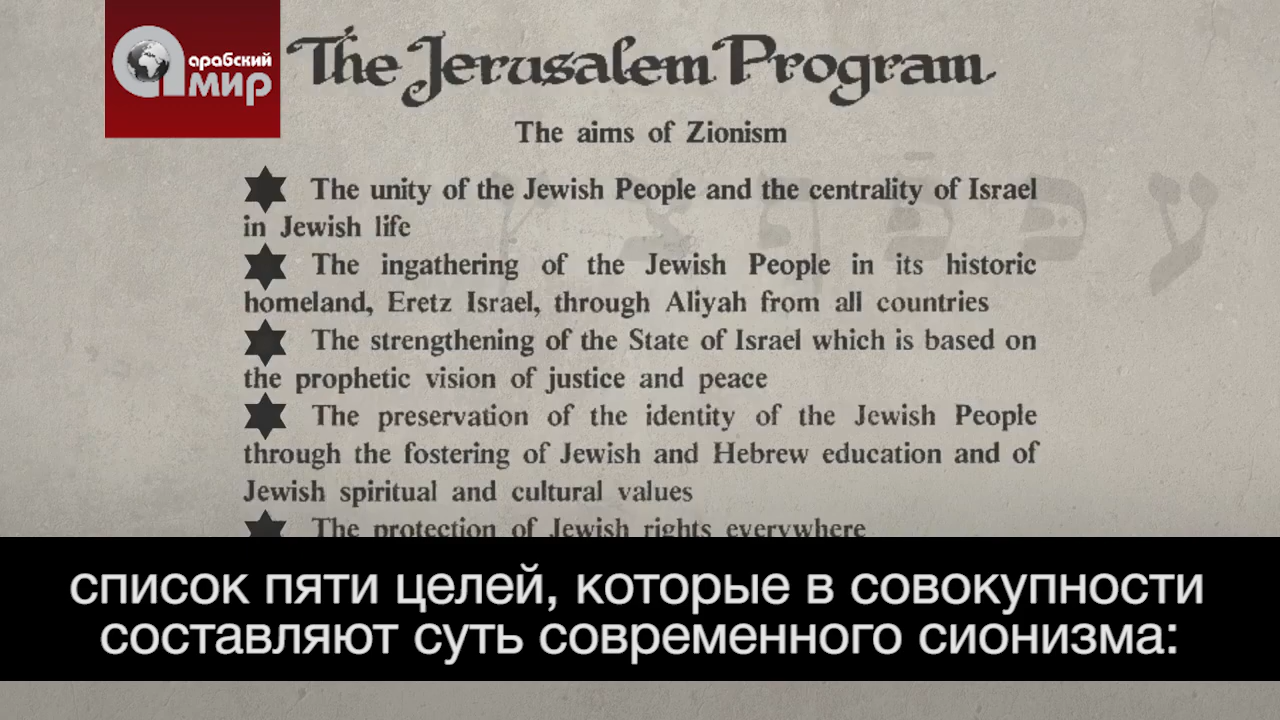 арабский
мир
The Jerusalem Program
The aims of Zionism
The unity of the Jewish People and the centrality of Israel
in Jewish life
The ingathering of the Jewish People in its historic
homeland, Eretz Israel, through Aliyah from all countries
The strengthening of the State of Israel which is based on
the prophetic vision of justice and peace
The preservation of the identity of the Jewish People
through the fostering of Jewish and Hebrew education and of
Jewish spiritual and cultural values
The protection of Jewish rights everywhere
список пяти целей, которые в совокупности
составляют суть современного сионизма: